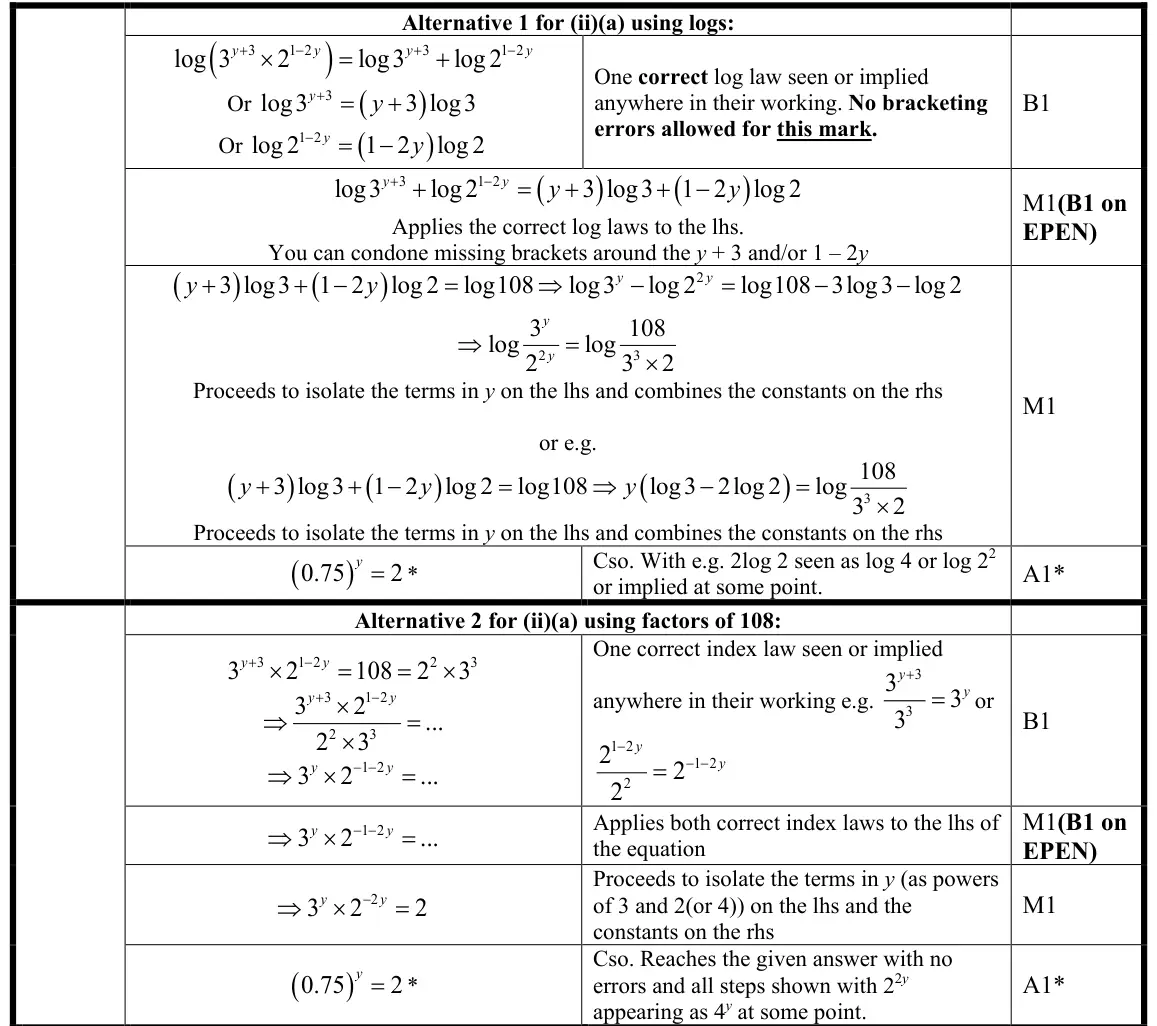 Alternative 1 for (ii)(a) using logs:
log(3^{y+3} × 2^{1−2y}) = log 3^{y+3} + log 2^{1−2y}
Or log 3^{y+3} = (y + 3) log 3
Or log 2^{1−2y} = (1 − 2y) log 2
One correct log law seen or implied
anywhere in their working. No bracketing
errors allowed for this mark.
B1
log 3^{y+3} + log 2^{1−2y} = (y + 3) log 3 + (1 − 2y) log 2
Applies the correct log laws to the lhs.
You can condone missing brackets around the y + 3 and/or 1 – 2y
M1(B1 on
EPEN)
(y + 3) log 3 + (1 − 2y) log 2 = log 108 ⇒ log 3^y − log 2^{2y} = log 108 − 3 log 3 − log 2
⇒ log \frac{3^y}{2^{2y}} = log \frac{108}{3^3 × 2}
Proceeds to isolate the terms in y on the lhs and combines the constants on the rhs
or e.g.
(y + 3) log 3 + (1 − 2y) log 2 = log 108 ⇒ y(log 3 − 2 log 2) = log \frac{108}{3^3 × 2}
Proceeds to isolate the terms in y on the lhs and combines the constants on the rhs
M1
(0.75)^y = 2 *
Cso. With e.g. 2log 2 seen as log 4 or log 2^2
or implied at some point.
A1*
Alternative 2 for (ii)(a) using factors of 108:
3^{y+3} × 2^{1−2y} = 108 = 2^2 × 3^3
⇒ \frac{3^{y+3} × 2^{1−2y}}{2^2 × 3^3} = ...
⇒ 3^y × 2^{−1−2y} = ...
One correct index law seen or implied
anywhere in their working e.g. \frac{3^{y+3}}{3^3} = 3^y or
\frac{2^{1−2y}}{2^2} = 2^{−1−2y}
B1
⇒ 3^y × 2^{−1−2y} = ...
Applies both correct index laws to the lhs of
the equation
M1(B1 on
EPEN)
⇒ 3^y × 2^{−2y} = 2
Proceeds to isolate the terms in y (as powers
of 3 and 2(or 4)) on the lhs and the
constants on the rhs
M1
(0.75)^y = 2 *
Cso. Reaches the given answer with no
errors and all steps shown with 2^{2y}
appearing as 4^y at some point.
A1*